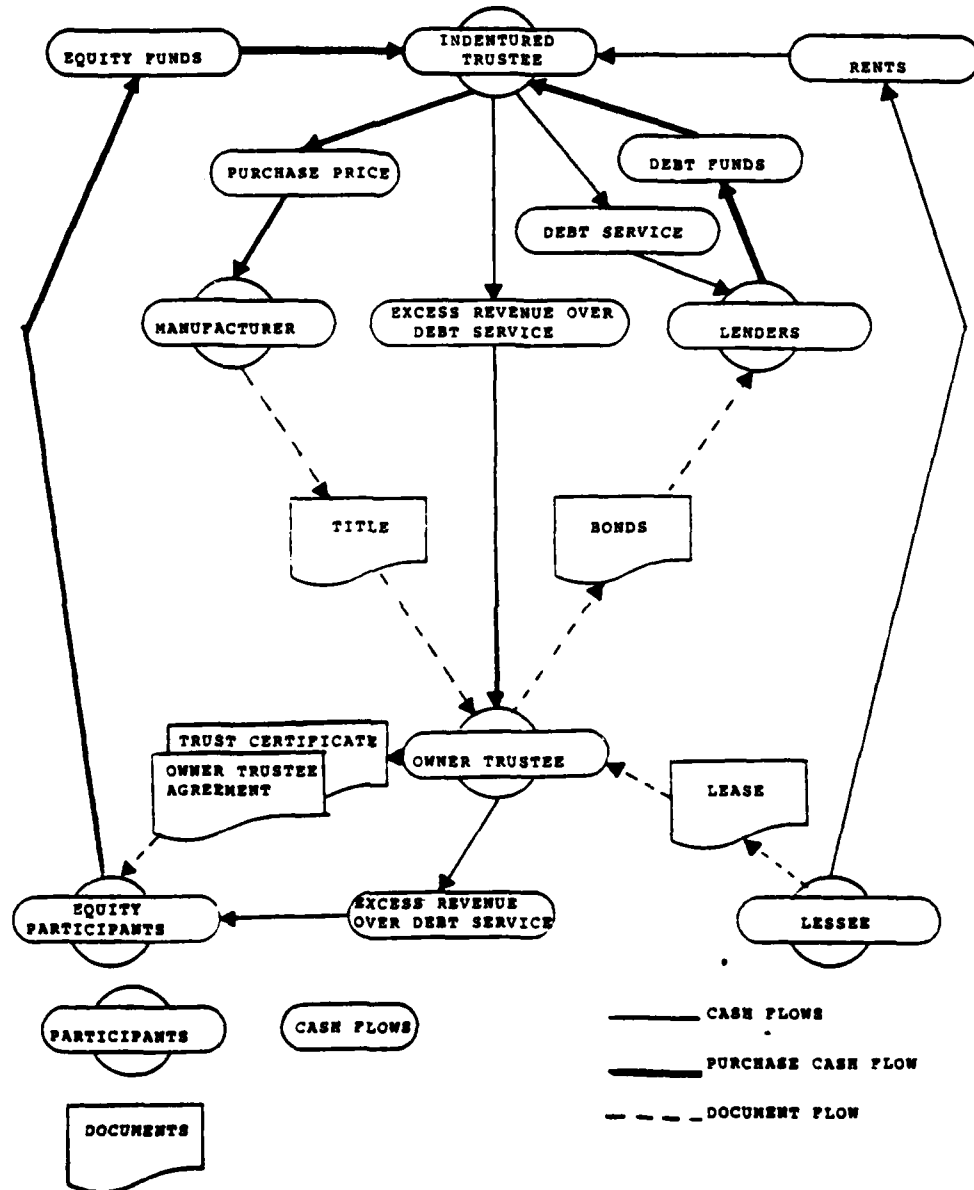 EQUITY FUNDS
INDENTURED
TRUSTEE
RENTS
PURCHASE PRICE
DEBT FUNDS
DEBT SERVICE
MANUFACTURER
EXCESS REVENUE OVER
DEBT SERVICE
LENDERS
TITLE
BONDS
TRUST CERTIFICATE
OWNER TRUSTEE
AGREEMENT
OWNER TRUSTEE
LEASE
EQUITY
PARTICIPANTS
EXCESS REVENUE
OVER DEBT SERVICE
LESSEE
PARTICIPANTS
CASH FLOWS
CASH FLOWS
PURCHASE CASH FLOW
DOCUMENT FLOW
DOCUMENTS